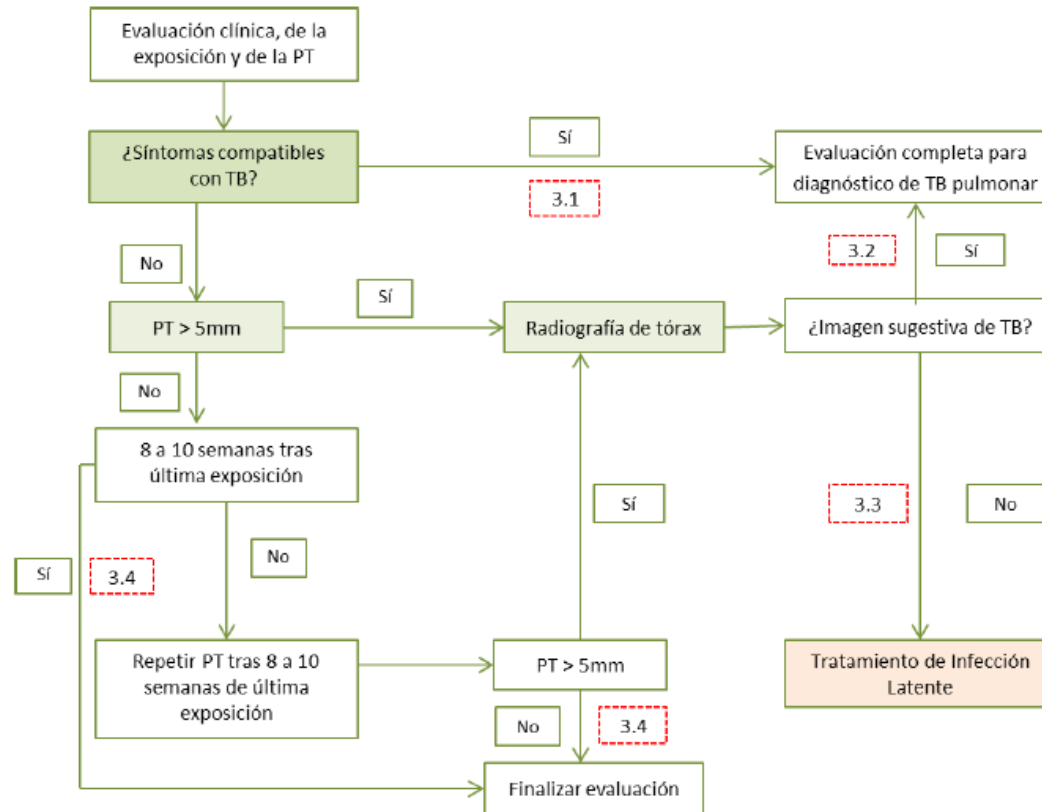 Evaluación clínica, de la
exposición y de la PT
¿Síntomas compatibles
con TB?
Sí
3.1
Evaluación completa para
diagnóstico de TB pulmonar
No
3.2
Sí
PT > 5mm
Sí
Radiografía de tórax
¿Imagen sugestiva de TB?
No
8 a 10 semanas tras
última exposición
Sí
3.3
No
No
Sí
3.4
Repetir PT tras 8 a 10
semanas de última
exposición
PT > 5mm
Tratamiento de Infección
Latente
No
3.4
Finalizar evaluación